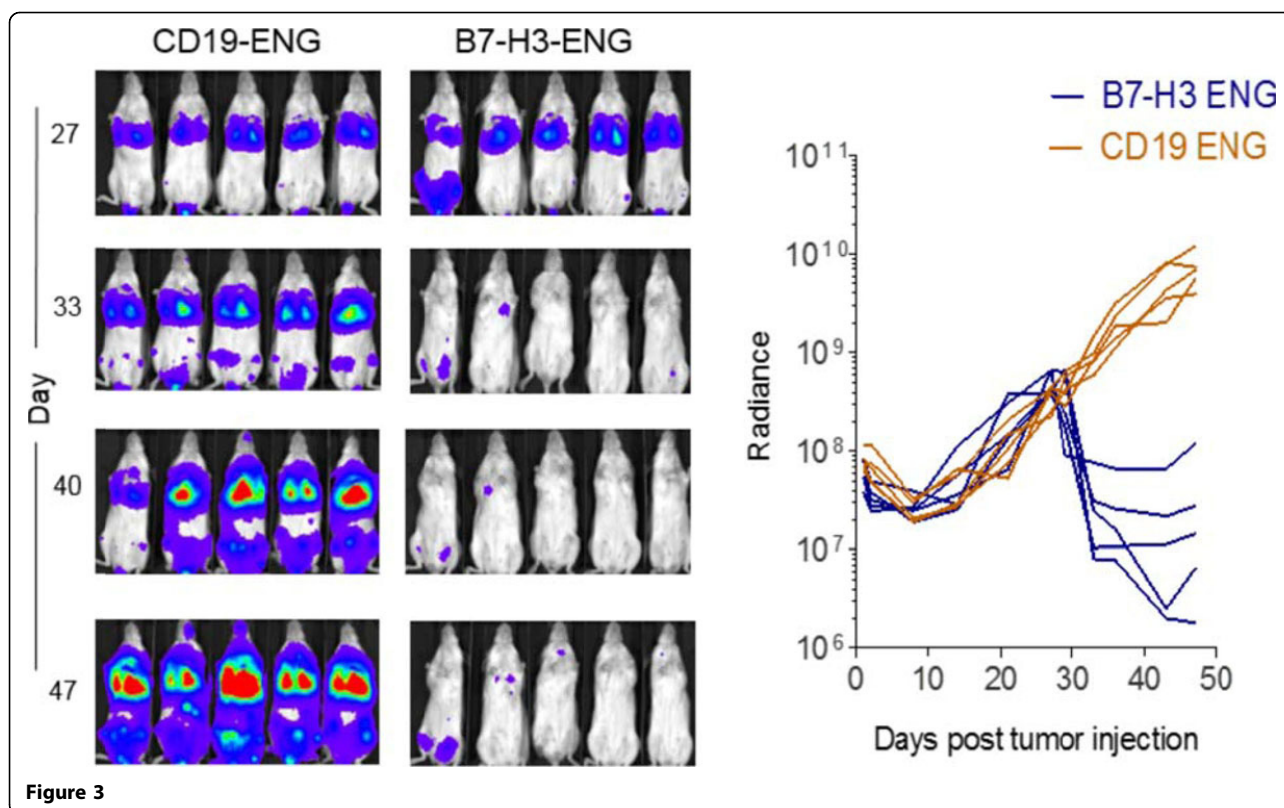 CD19-ENG
B7-H3-ENG
27
33
Day
40
47
B7-H3 ENG
CD19 ENG
10¹¹
10¹⁰
10⁹
10⁸
10⁷
10⁶
Radiance
0 10 20 30 40 50
Days post tumor injection
Figure 3